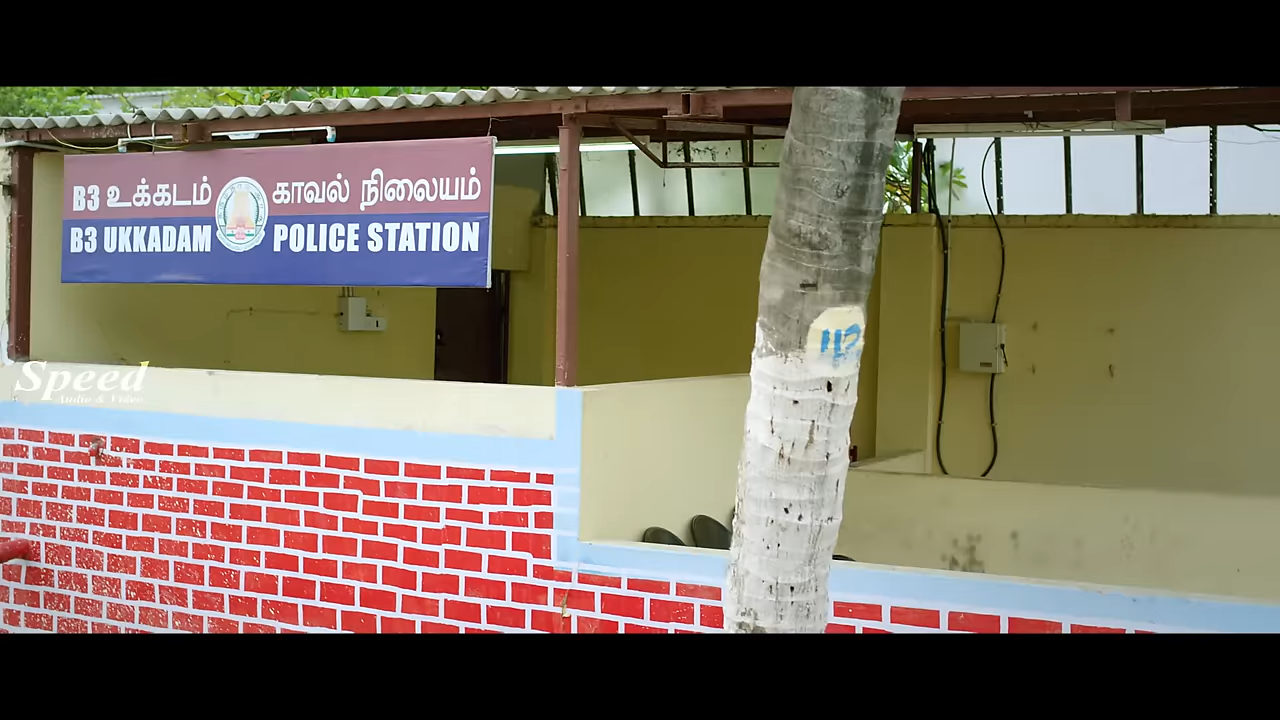 B3 உக்கடம் காவல் நிலையம்
B3 UKKADAM POLICE STATION
Speed
Audio & Video